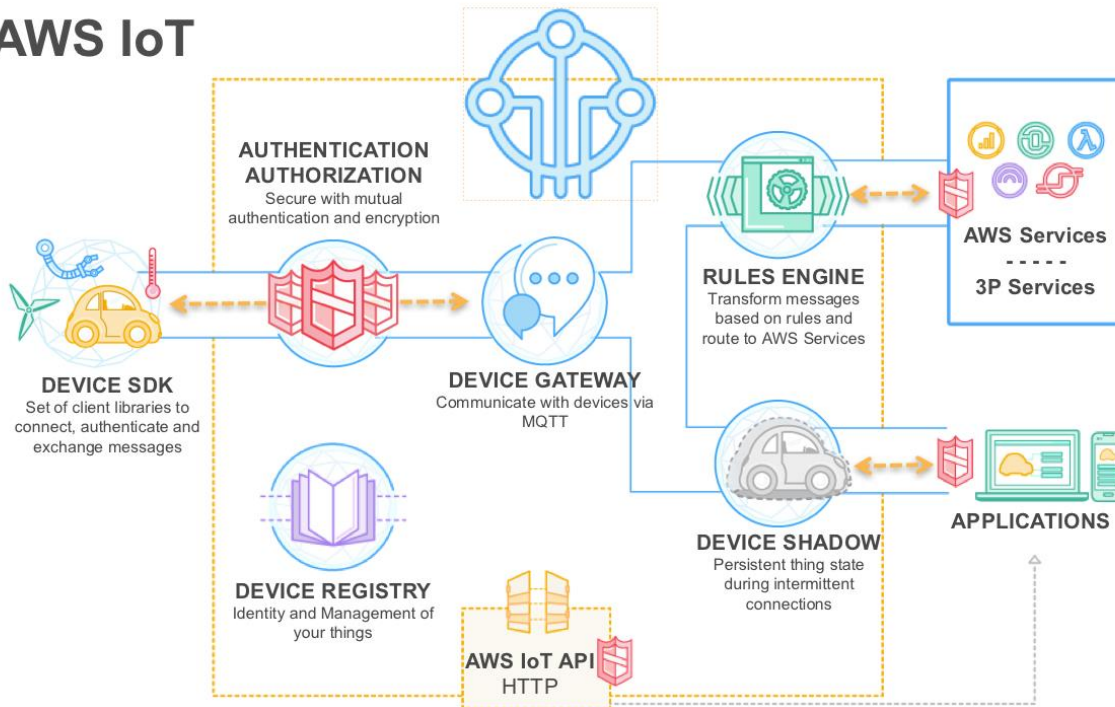 AWS IoT
AUTHENTICATION
AUTHORIZATION
Secure with mutual
authentication and encryption
DEVICE SDK
Set of client libraries to
connect, authenticate and
exchange messages
DEVICE GATEWAY
Communicate with devices via
MQTT
RULES ENGINE
Transform messages
based on rules and
route to AWS Services
AWS Services
- - - - -
3P Services
DEVICE SHADOW
Persistent thing state
during intermittent
connections
APPLICATIONS
DEVICE REGISTRY
Identity and Management of
your things
AWS IoT API
HTTP